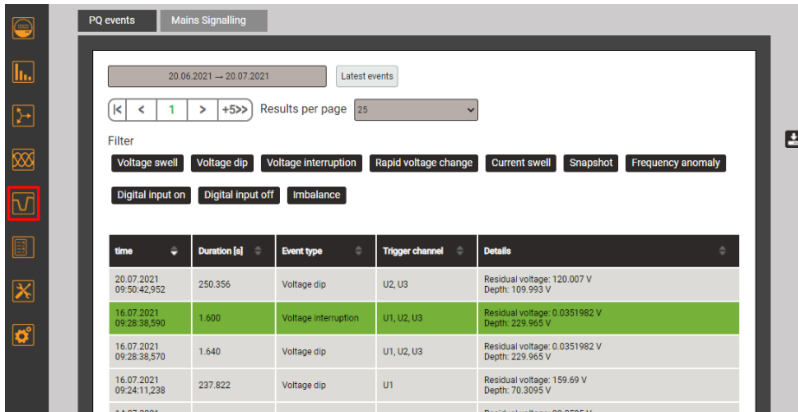 PQ events Mains Signalling
20.06.2021 → 20.07.2021 Latest events
|< < 1 > +5>> Results per page 25
Filter
Voltage swell Voltage dip Voltage interruption Rapid voltage change Current swell Snapshot Frequency anomaly
Digital input on Digital input off Imbalance
time Duration [s] Event type Trigger channel Details
20.07.2021
09:50:42,952 250.356 Voltage dip U2, U3 Residual voltage: 120.007 V
Depth: 109.993 V
16.07.2021
09:28:38,590 1.600 Voltage interruption U1, U2, U3 Residual voltage: 0.0351982 V
Depth: 229.965 V
16.07.2021
09:28:38,570 1.640 Voltage dip U1, U2, U3 Residual voltage: 0.0351982 V
Depth: 229.965 V
16.07.2021
09:24:11,238 237.822 Voltage dip U1 Residual voltage: 159.69 V
Depth: 70.3095 V